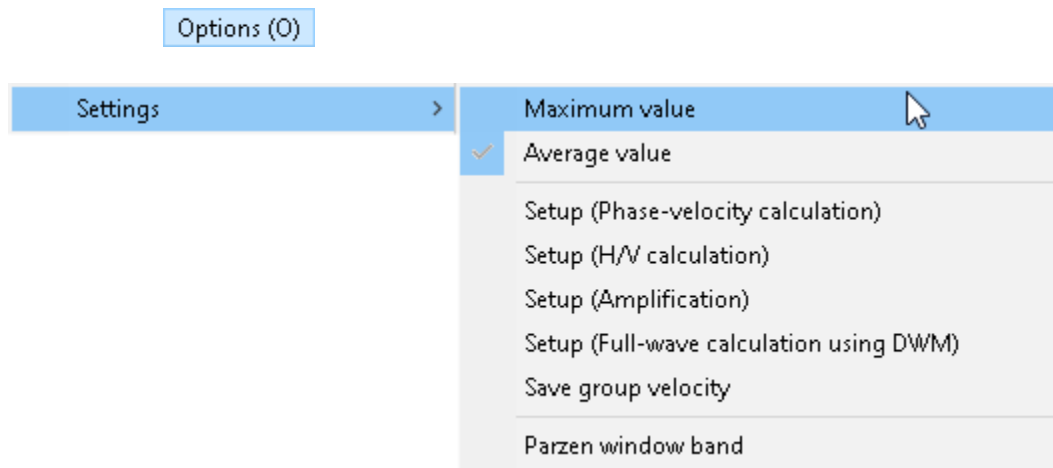 Options (O)
Settings
Maximum value
Average value
Setup (Phase-velocity calculation)
Setup (H/V calculation)
Setup (Amplification)
Setup (Full-wave calculation using DWM)
Save group velocity
Parzen window band